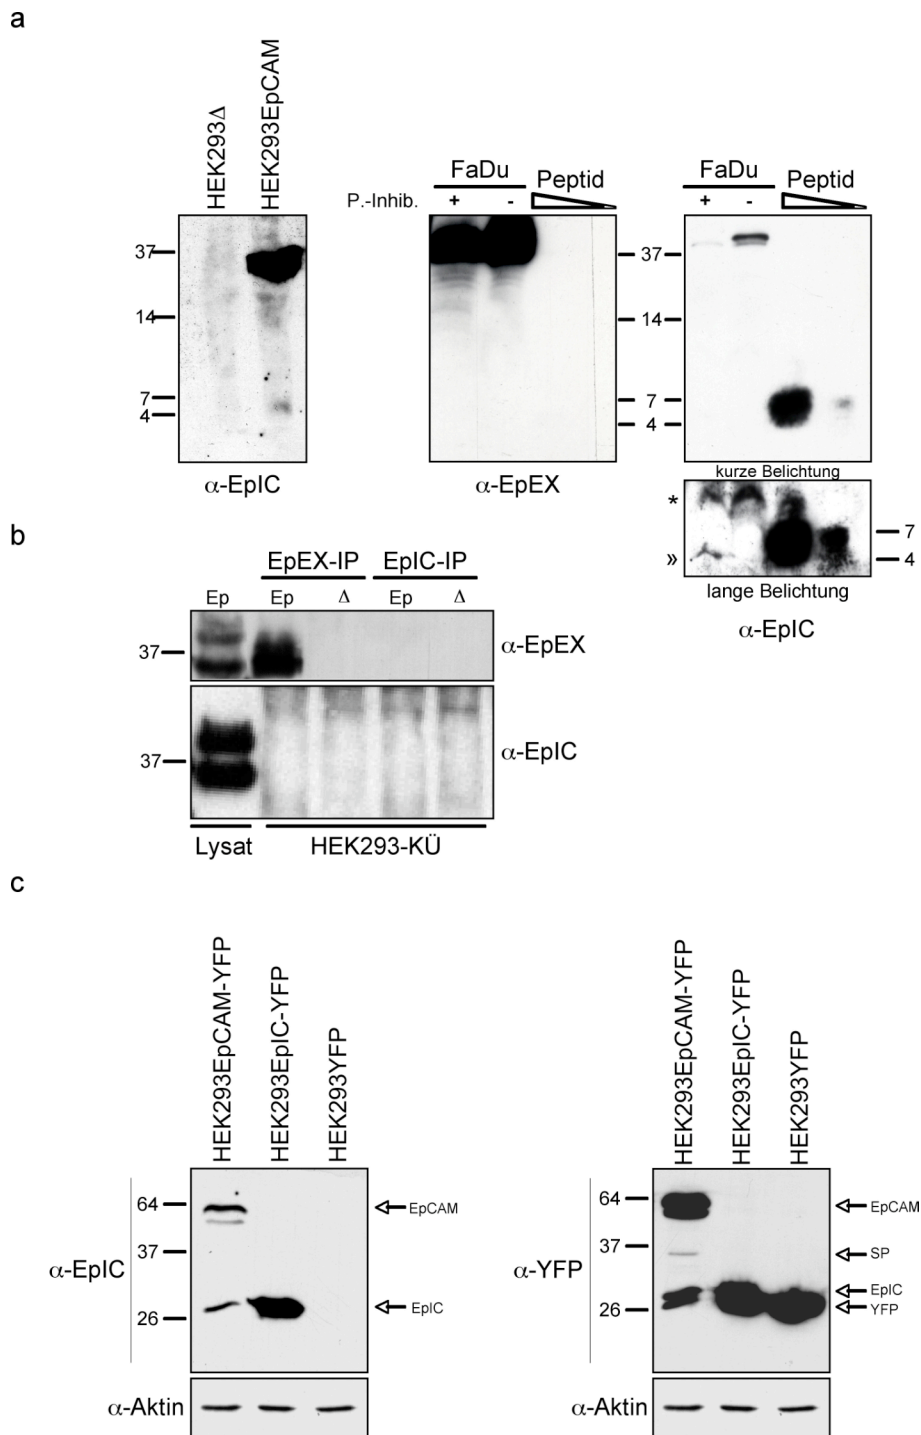 a
HEK293Δ
HEK293EpCAM
37
14
7
4
α-EpIC
FaDu
Peptid
P.-Inhib.
+ -
α-EpEX
37
14
7
4
FaDu
Peptid
+ -
kurze Belichtung
*
»
7
4
lange Belichtung
α-EpIC
b
EpEX-IP EpIC-IP
Ep Ep Δ Ep Δ
37
α-EpEX
37
α-EpIC
Lysat HEK293-KÜ
c
HEK293EpCAM-YFP
HEK293EpIC-YFP
HEK293YFP
α-EpIC
64
37
26
EpCAM
EpIC
α-Aktin
HEK293EpCAM-YFP
HEK293EpIC-YFP
HEK293YFP
α-YFP
64
37
26
EpCAM
SP
EpIC
YFP
α-Aktin